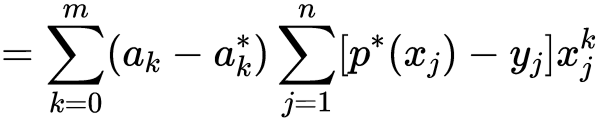 $= \sum_{k=0}^{m} (a_k - a_k^*) \sum_{j=1}^{n} [p^*(x_j) - y_j] x_j^k$